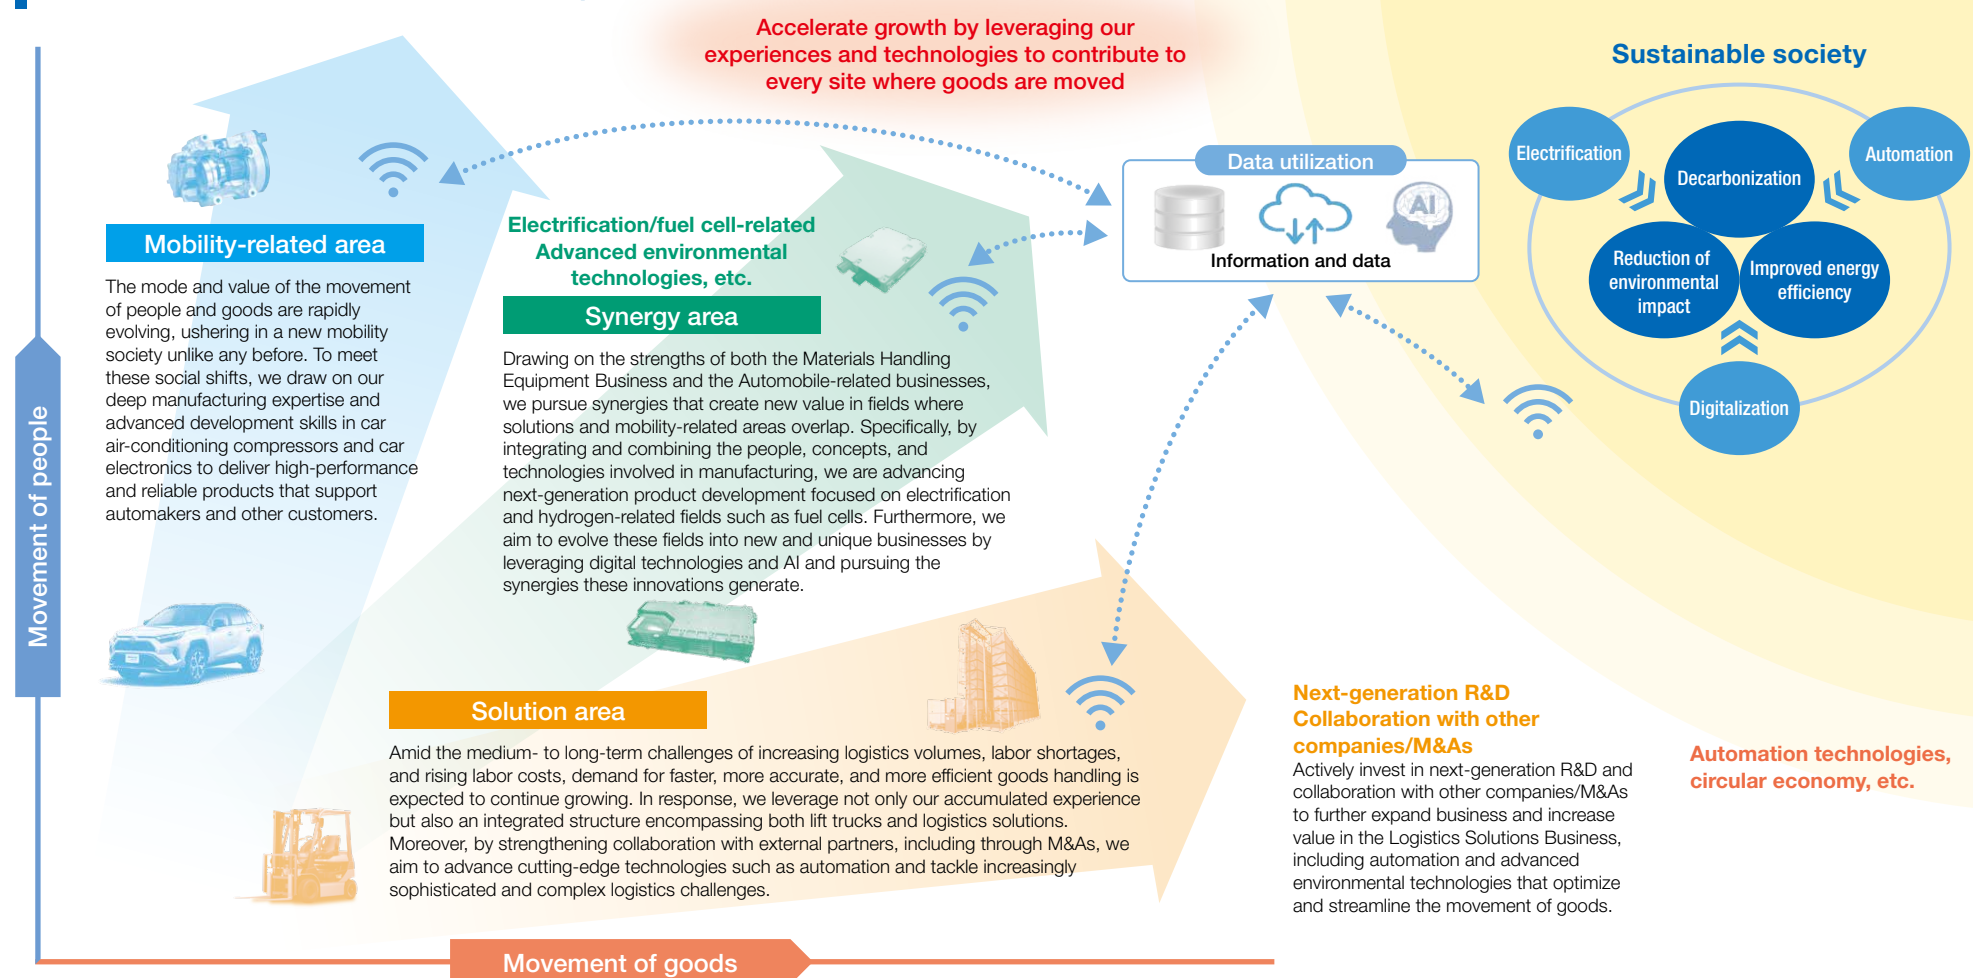 Accelerate growth by leveraging our
experiences and technologies to contribute to
every site where goods are moved
Sustainable society
Electrification
Automation
Decarbonization
Reduction of
environmental
impact
Improved energy
efficiency
Digitalization
Data utilization
AI
Information and data
Movement of people
Mobility-related area
The mode and value of the movement
of people and goods are rapidly
evolving, ushering in a new mobility
society unlike any before. To meet
these social shifts, we draw on our
deep manufacturing expertise and
advanced development skills in car
air-conditioning compressors and car
electronics to deliver high-performance
and reliable products that support
automakers and other customers.
Electrification/fuel cell-related
Advanced environmental
technologies, etc.
Synergy area
Drawing on the strengths of both the Materials Handling
Equipment Business and the Automobile-related businesses,
we pursue synergies that create new value in fields where
solutions and mobility-related areas overlap. Specifically, by
integrating and combining the people, concepts, and
technologies involved in manufacturing, we are advancing
next-generation product development focused on electrification
and hydrogen-related fields such as fuel cells. Furthermore, we
aim to evolve these fields into new and unique businesses by
leveraging digital technologies and AI and pursuing the
synergies these innovations generate.
Solution area
Amid the medium- to long-term challenges of increasing logistics volumes, labor shortages,
and rising labor costs, demand for faster, more accurate, and more efficient goods handling is
expected to continue growing. In response, we leverage not only our accumulated experience
but also an integrated structure encompassing both lift trucks and logistics solutions.
Moreover, by strengthening collaboration with external partners, including through M&As, we
aim to advance cutting-edge technologies such as automation and tackle increasingly
sophisticated and complex logistics challenges.
Next-generation R&D
Collaboration with other
companies/M&As
Actively invest in next-generation R&D and
collaboration with other companies/M&As
to further expand business and increase
value in the Logistics Solutions Business,
including automation and advanced
environmental technologies that optimize
and streamline the movement of goods.
Automation technologies,
circular economy, etc.
Movement of goods